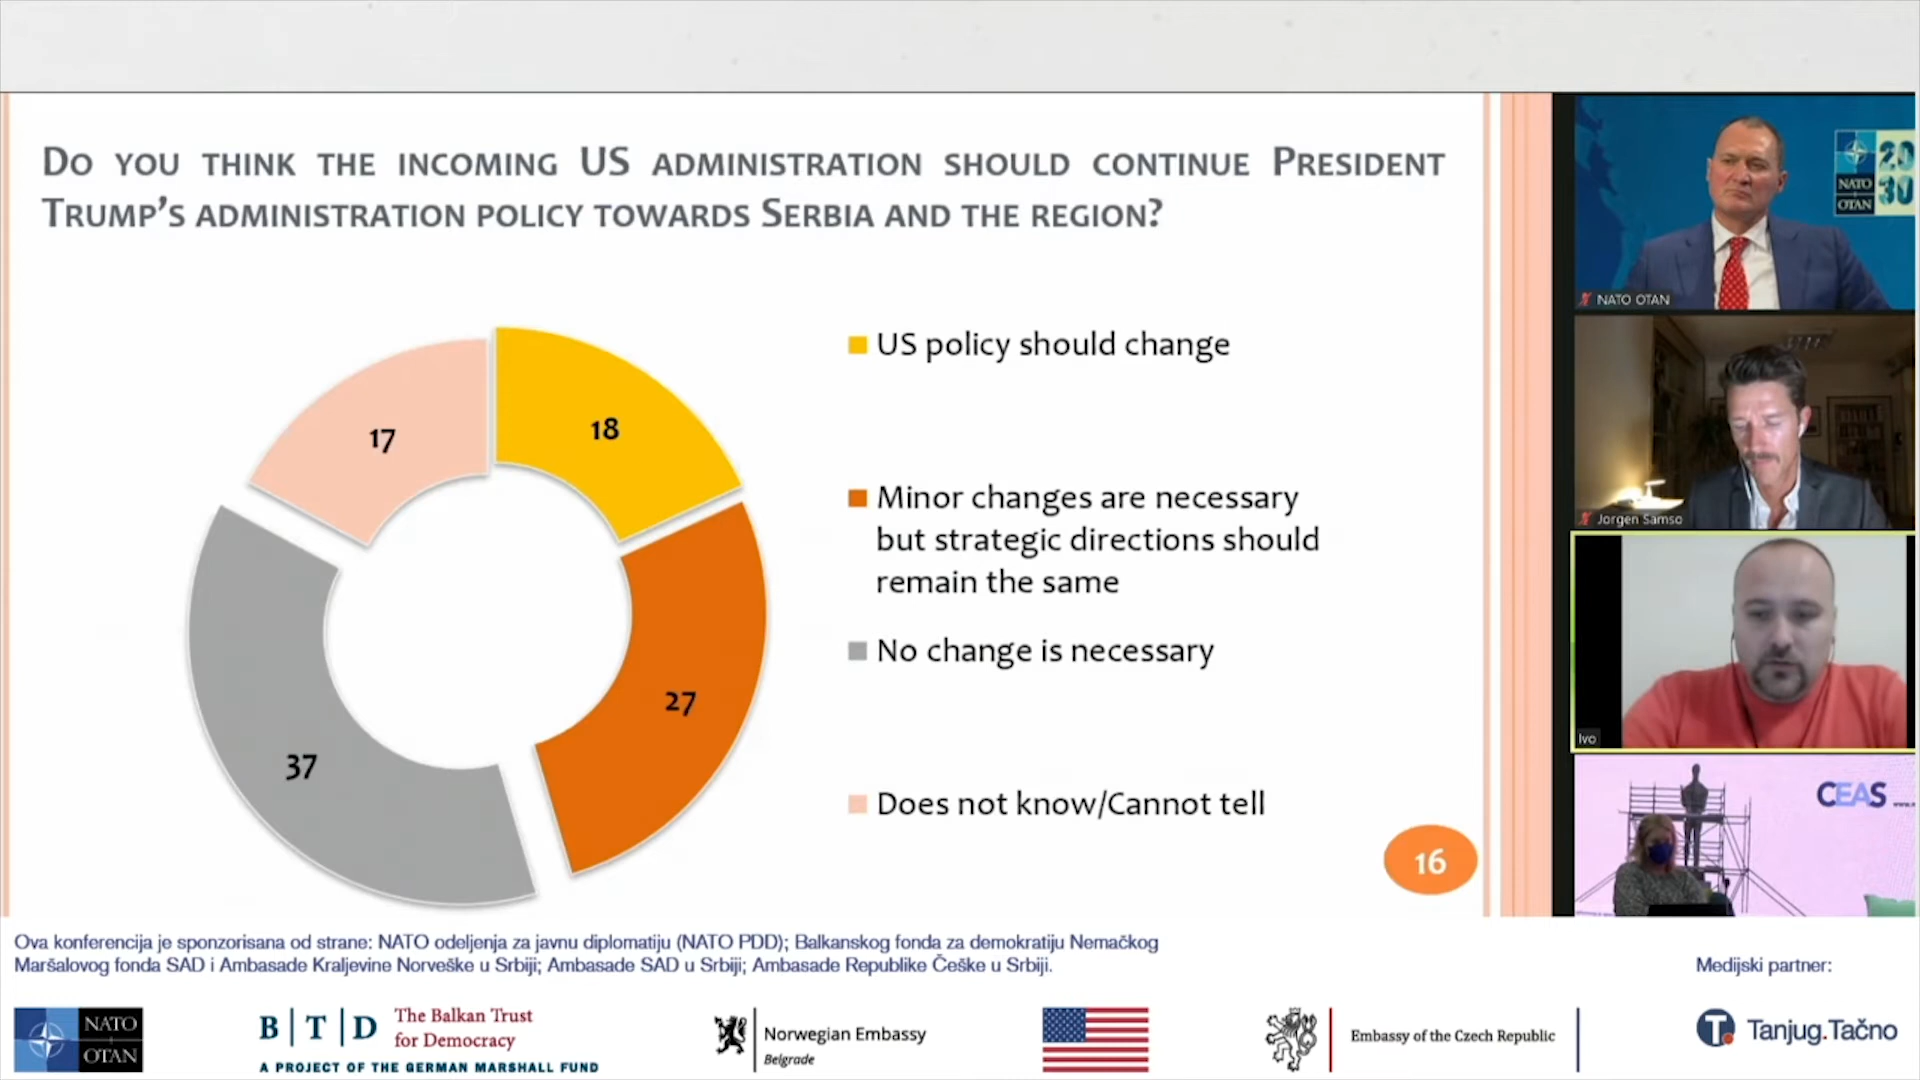 DO YOU THINK THE INCOMING US ADMINISTRATION SHOULD CONTINUE PRESIDENT
TRUMP'S ADMINISTRATION POLICY TOWARDS SERBIA AND THE REGION?
17
18
27
37
US policy should change
Minor changes are necessary
but strategic directions should
remain the same
No change is necessary
Does not know/Cannot tell
16
20
30
NATO
OTAN
NATO OTAN
Jorgen Samso
Ivo
CEAS
Ova konferencija je sponzorisana od strane: NATO odeljenja za javnu diplomatiju (NATO PDD); Balkanskog fonda za demokratiju Nemačkog
Maršalovog fonda SAD i Ambasade Kraljevine Norveške u Srbiji; Ambasade SAD u Srbiji; Ambasade Republike Češke u Srbiji.
Medijski partner:
NATO
OTAN
B|T|D
The Balkan Trust
for Democracy
A PROJECT OF THE GERMAN MARSHALL FUND
Norwegian Embassy
Belgrade
Embassy of the Czech Republic
T.
Tanjug.Tačno